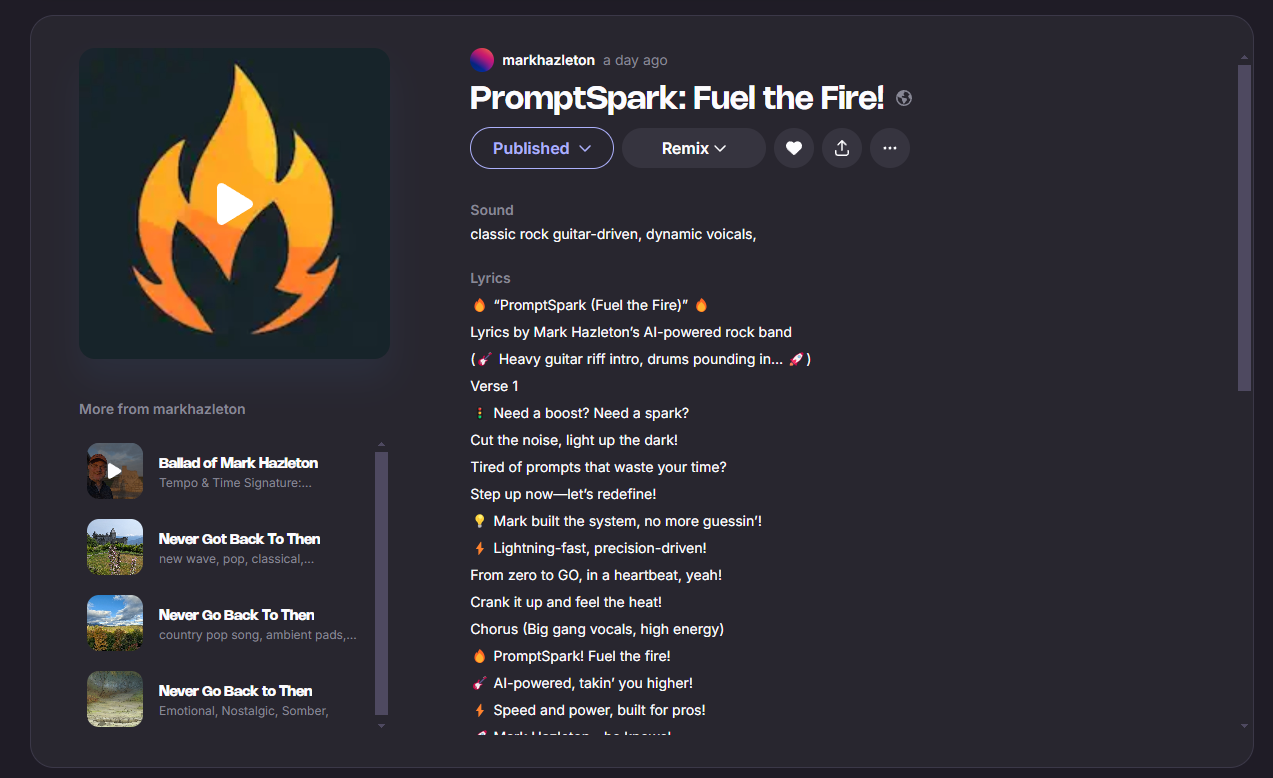 markhazleton a day ago
PromptSpark: Fuel the Fire!
Published
Remix
Sound
classic rock guitar-driven, dynamic voicals,
Lyrics
🔥 “PromptSpark (Fuel the Fire)” 🔥
Lyrics by Mark Hazleton’s AI-powered rock band
(🎸 Heavy guitar riff intro, drums pounding in... 🚀)
Verse 1
🚦 Need a boost? Need a spark?
Cut the noise, light up the dark!
Tired of prompts that waste your time?
Step up now—let’s redefine!
💡 Mark built the system, no more guessin’!
⚡ Lightning-fast, precision-driven!
From zero to GO, in a heartbeat, yeah!
Crank it up and feel the heat!
Chorus (Big gang vocals, high energy)
🔥 PromptSpark! Fuel the fire!
🎸 AI-powered, takin’ you higher!
⚡ Speed and power, built for pros!
More from markhazleton
Ballad of Mark Hazleton
Tempo & Time Signature:...
Never Got Back To Then
new wave, pop, classical,...
Never Go Back To Then
country pop song, ambient pads,...
Never Go Back to Then
Emotional, Nostalgic, Somber,